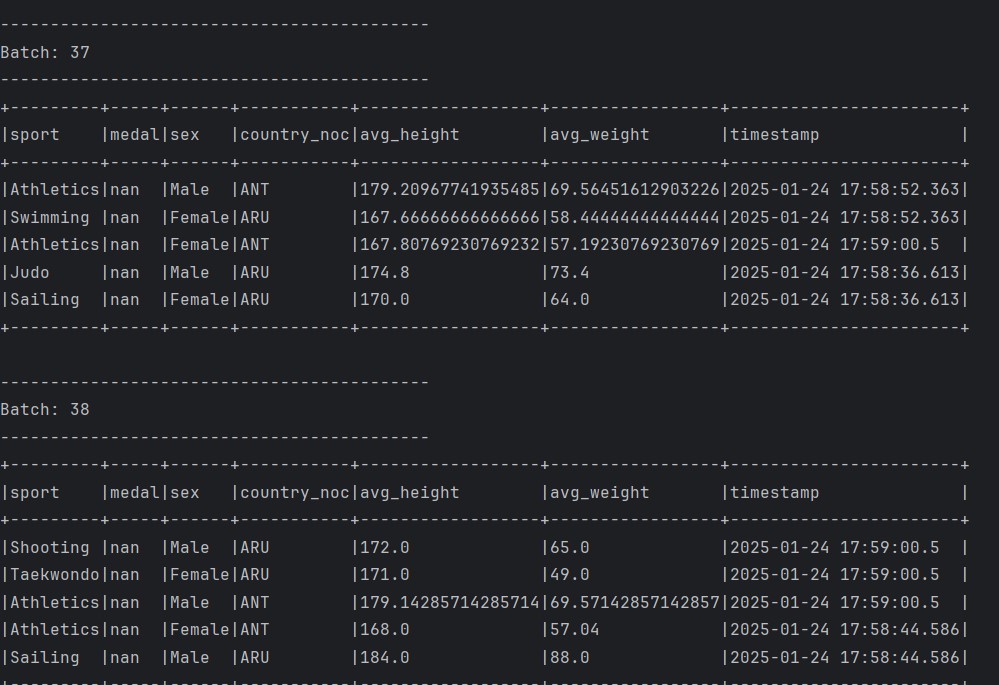 -------------------------------------------
Batch: 37
-------------------------------------------
+---------+-----+------+-----------+------------------+-----------------+-----------------------+
|sport    |medal|sex   |country_noc|avg_height        |avg_weight       |timestamp              |
+---------+-----+------+-----------+------------------+-----------------+-----------------------+
|Athletics|nan  |Male  |ANT        |179.20967741935485|69.56451612903226|2025-01-24 17:58:52.363|
|Swimming |nan  |Female|ARU        |167.66666666666666|58.44444444444444|2025-01-24 17:58:52.363|
|Athletics|nan  |Female|ANT        |167.80769230769232|57.19230769230769|2025-01-24 17:59:00.5  |
|Judo     |nan  |Male  |ARU        |174.8             |73.4             |2025-01-24 17:58:36.613|
|Sailing  |nan  |Female|ARU        |170.0             |64.0             |2025-01-24 17:58:36.613|
+---------+-----+------+-----------+------------------+-----------------+-----------------------+
-------------------------------------------
Batch: 38
-------------------------------------------
+---------+-----+------+-----------+------------------+-----------------+-----------------------+
|sport    |medal|sex   |country_noc|avg_height        |avg_weight       |timestamp              |
+---------+-----+------+-----------+------------------+-----------------+-----------------------+
|Shooting |nan  |Male  |ARU        |172.0             |65.0             |2025-01-24 17:59:00.5  |
|Taekwondo|nan  |Female|ARU        |171.0             |49.0             |2025-01-24 17:59:00.5  |
|Athletics|nan  |Male  |ANT        |179.14285714285714|69.57142857142857|2025-01-24 17:59:00.5  |
|Athletics|nan  |Female|ANT        |168.0             |57.04            |2025-01-24 17:58:44.586|
|Sailing  |nan  |Male  |ARU        |184.0             |88.0             |2025-01-24 17:58:44.586|
+---------+-----+------+-----------+------------------+-----------------+-----------------------+